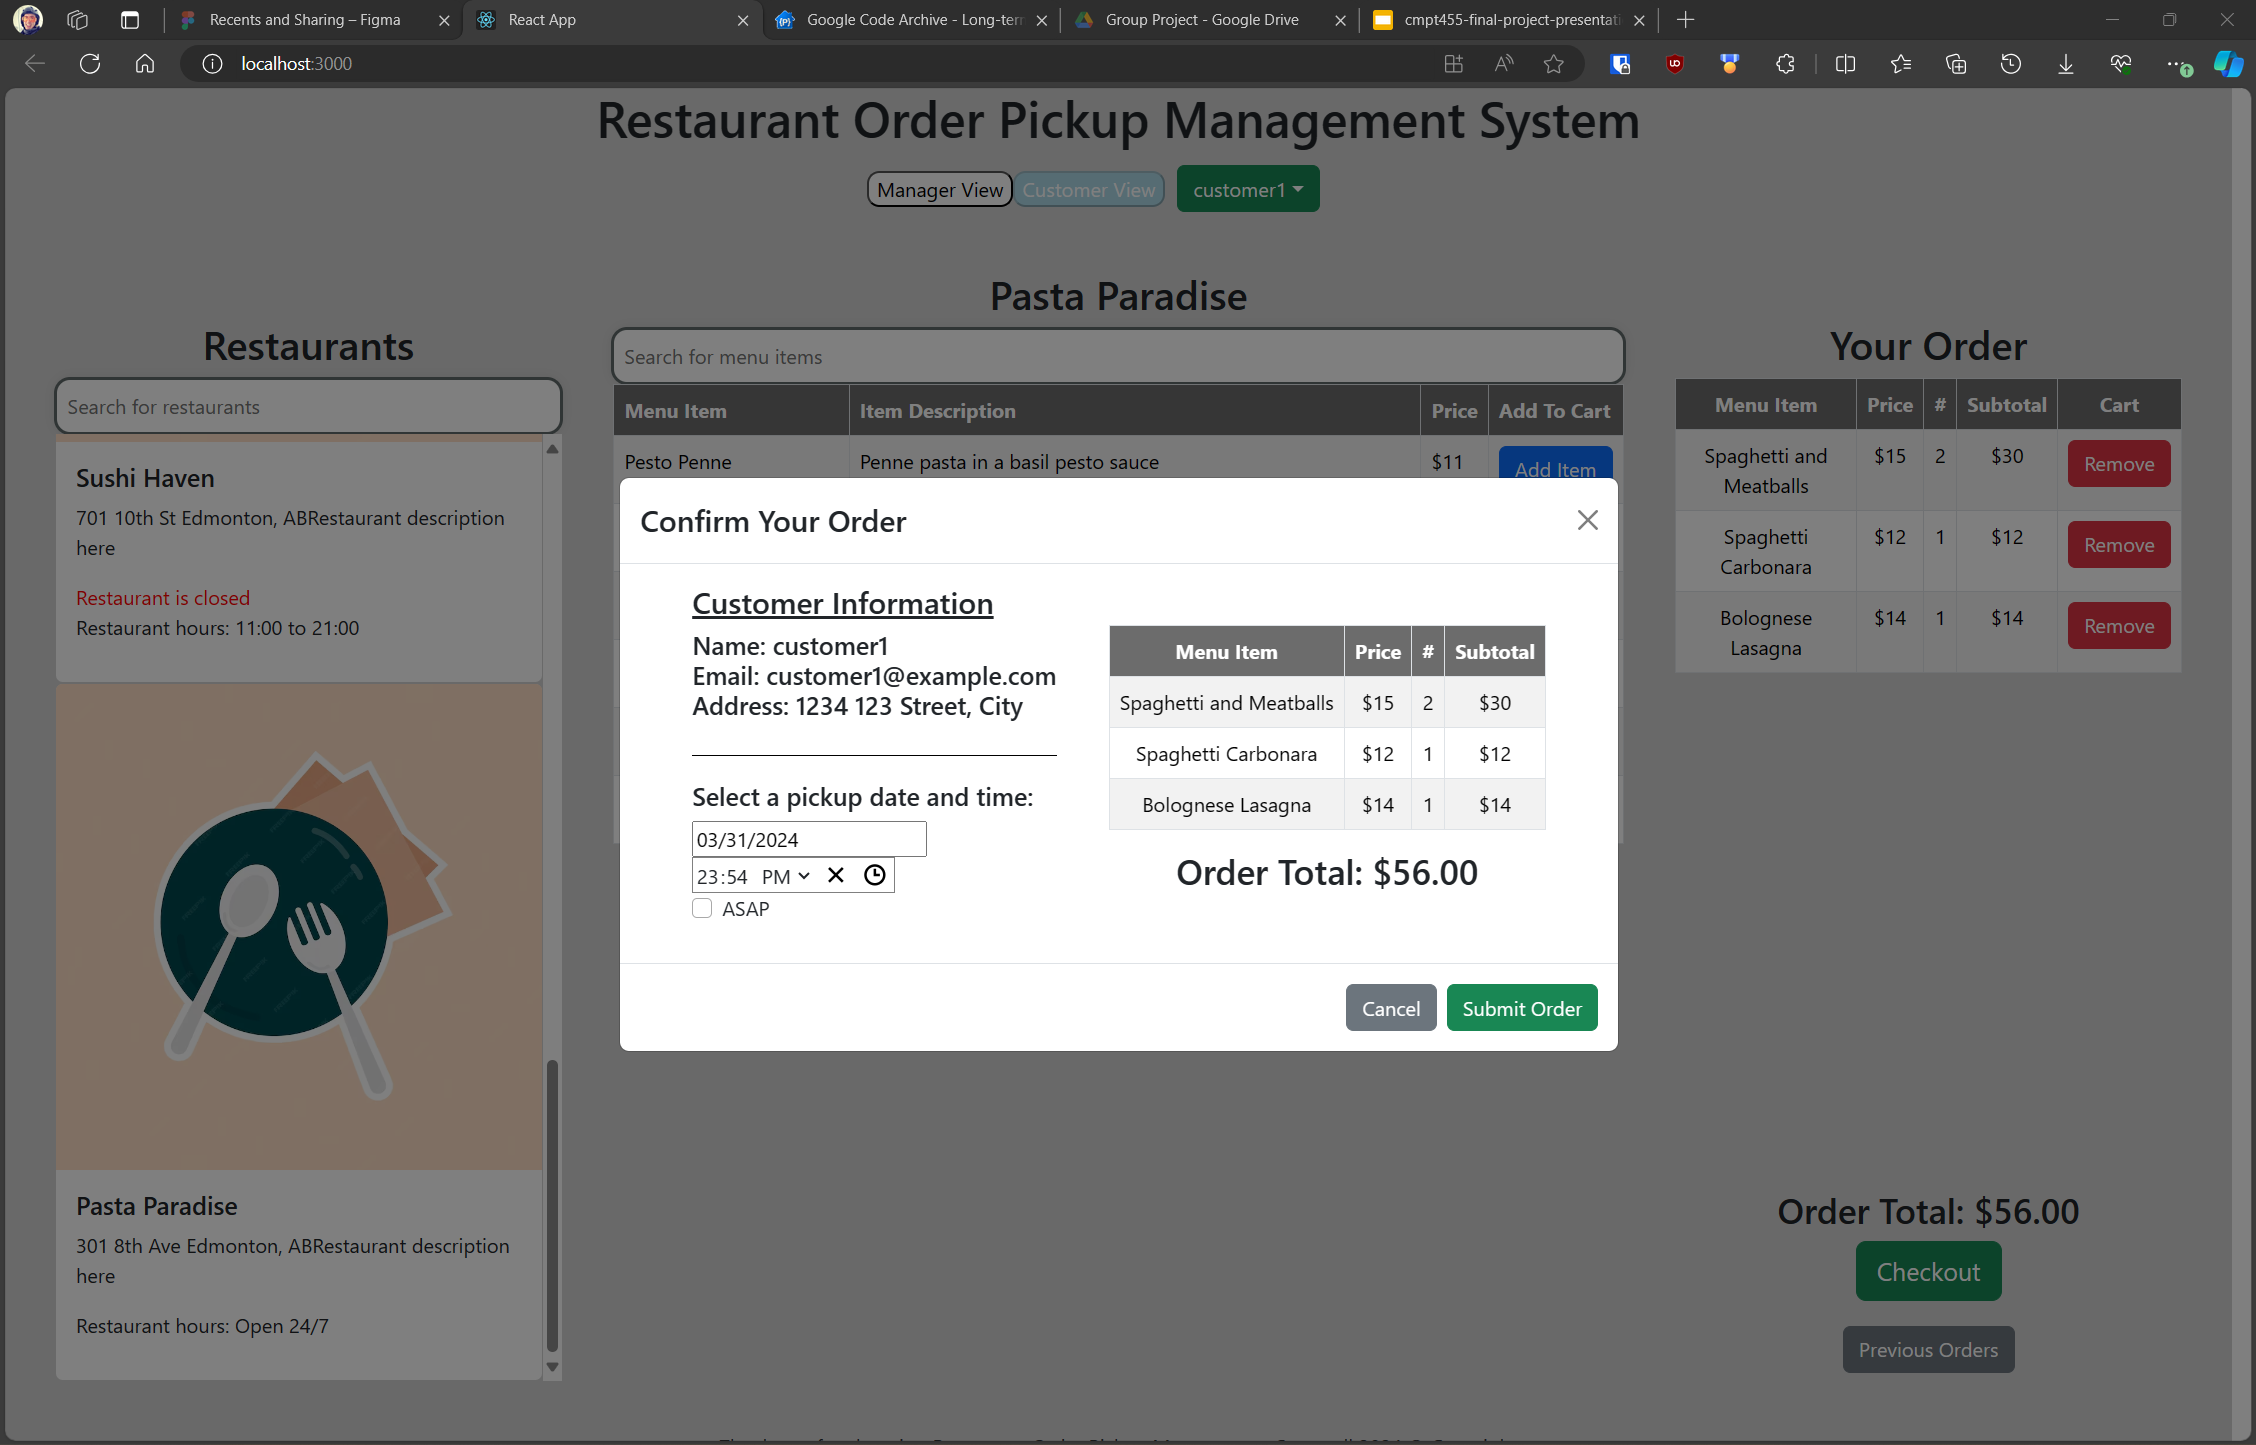 Recents and Sharing – Figma
React App
Google Code Archive - Long-ter
Group Project - Google Drive
cmpt455-final-project-presentati
localhost:3000
Restaurant Order Pickup Management System
Manager View
Customer View
customer1
Restaurants
Search for restaurants
Sushi Haven
701 10th St Edmonton, ABRestaurant description
here
Restaurant is closed
Restaurant hours: 11:00 to 21:00
Pasta Paradise
301 8th Ave Edmonton, ABRestaurant description
here
Restaurant hours: Open 24/7
Pasta Paradise
Search for menu items
Menu Item Item Description Price Add To Cart
Pesto Penne Penne pasta in a basil pesto sauce $11 Add Item
Confirm Your Order
Customer Information
Name: customer1
Email: customer1@example.com
Address: 1234 123 Street, City
Select a pickup date and time:
03/31/2024
23:54 PM
ASAP
Menu Item Price # Subtotal
Spaghetti and Meatballs $15 2 $30
Spaghetti Carbonara $12 1 $12
Bolognese Lasagna $14 1 $14
Order Total: $56.00
Cancel
Submit Order
Your Order
Menu Item Price # Subtotal Cart
Spaghetti and $15 2 $30 Remove
Meatballs
Spaghetti $12 1 $12 Remove
Carbonara
Bolognese $14 1 $14 Remove
Lasagna
Order Total: $56.00
Checkout
Previous Orders